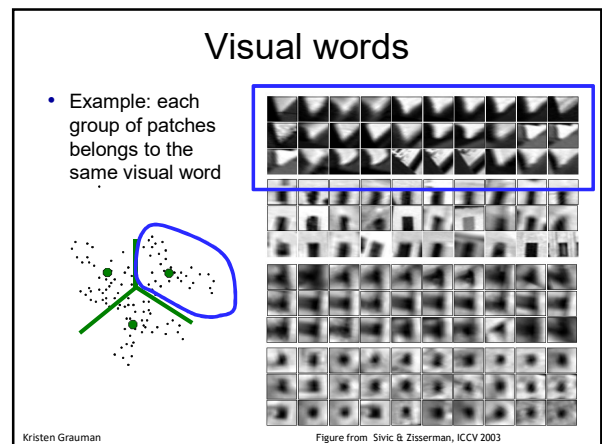 Visual words
• Example: each
group of patches
belongs to the
same visual word
Kristen Grauman
Figure from Sivic & Zisserman, ICCV 2003